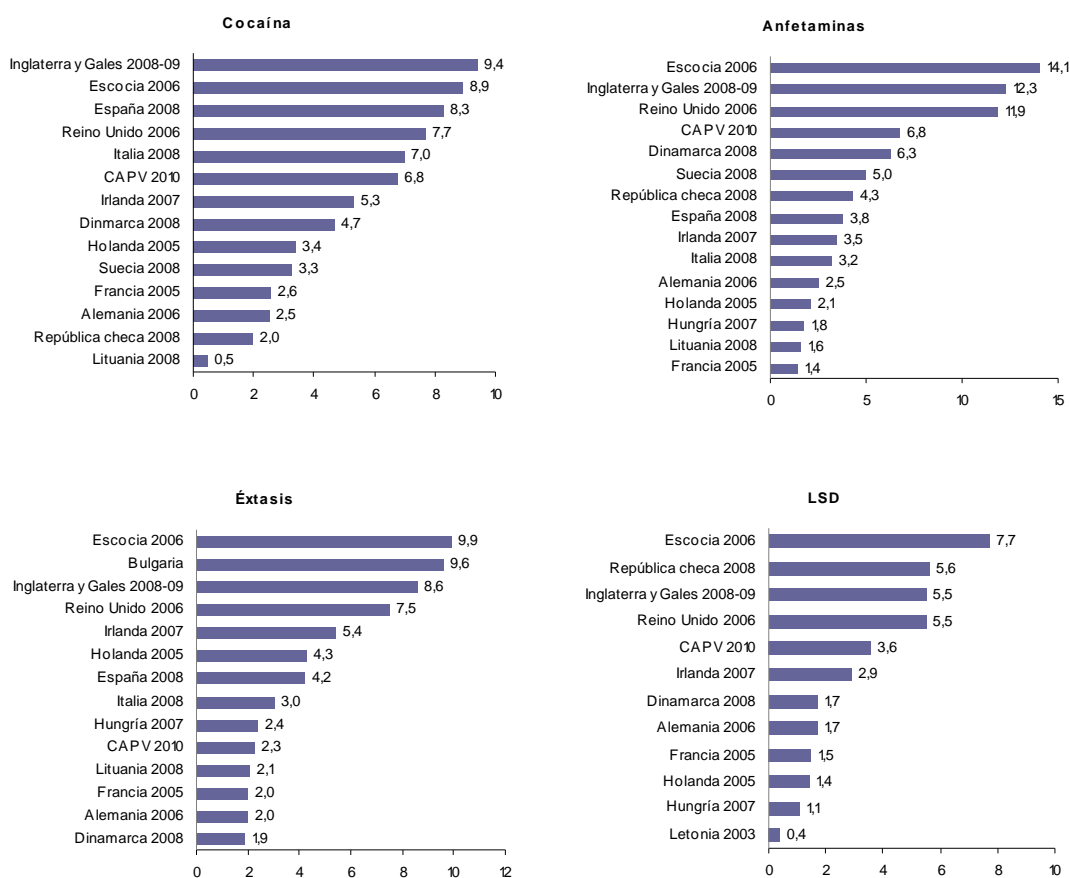 Cocaína
Inglaterra y Gales 2008-09 9,4
Escocia 2006 8,9
España 2008 8,3
Reino Unido 2006 7,7
Italia 2008 7,0
CAPV 2010 6,8
Irlanda 2007 5,3
Dinmarca 2008 4,7
Holanda 2005 3,4
Suecia 2008 3,3
Francia 2005 2,6
Alemania 2006 2,5
República checa 2008 2,0
Lituania 2008 0,5
0 2 4 6 8 10
Anfetaminas
Escocia 2006 14,1
Inglaterra y Gales 2008-09 12,3
Reino Unido 2006 11,9
CAPV 2010 6,8
Dinamarca 2008 6,3
Suecia 2008 5,0
República checa 2008 4,3
España 2008 3,8
Irlanda 2007 3,5
Italia 2008 3,2
Alemania 2006 2,5
Holanda 2005 2,1
Hungría 2007 1,8
Lituania 2008 1,6
Francia 2005 1,4
0 5 10 15
Éxtasis
Escocia 2006 9,9
Bulgaria 9,6
Inglaterra y Gales 2008-09 8,6
Reino Unido 2006 7,5
Irlanda 2007 5,4
Holanda 2005 4,3
España 2008 4,2
Italia 2008 3,0
Hungría 2007 2,4
CAPV 2010 2,3
Lituania 2008 2,1
Francia 2005 2,0
Alemania 2006 2,0
Dinamarca 2008 1,9
0 2 4 6 8 10 12
LSD
Escocia 2006 7,7
República checa 2008 5,6
Inglaterra y Gales 2008-09 5,5
Reino Unido 2006 5,5
CAPV 2010 3,6
Irlanda 2007 2,9
Dinamarca 2008 1,7
Alemania 2006 1,7
Francia 2005 1,5
Holanda 2005 1,4
Hungría 2007 1,1
Letonia 2003 0,4
0 2 4 6 8 10